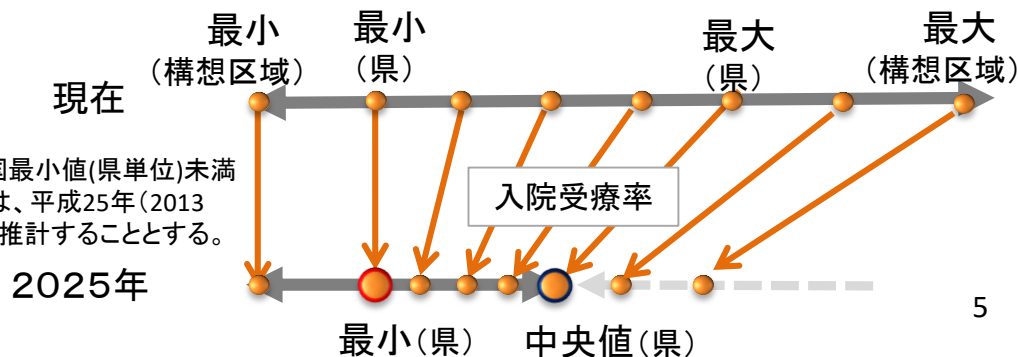 最小
(構想区域)
最小
(県)
最大
(県)
最大
(構想区域)
現在
国最小値(県単位)未満
は、平成25年(2013
推計することとする。
入院受療率
2025年
最小(県)
中央値(県)
5